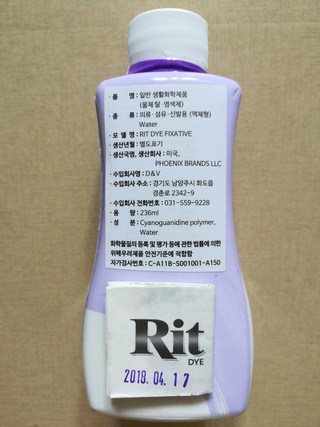 · 품 명 : 일반 생활화학제품
(물체 탈·염색제)
· 종 류 : 의류·섬유·신발용 (액체형)
Water
· 모 델 명 : RIT DYE FIXATIVE
· 생산년월 : 별도표기
· 생산국명, 생산회사 : 미국,
PHOENIX BRANDS LLC
· 수입회사명 : D&V
· 수입회사 주소 : 경기도 남양주시 화도읍
경춘로 2342-9
· 수입회사 전화번호 : 031-559-9228
· 용 량 : 236ml
· 성 분 : Cyanoguanidine polymer,
Water
화학물질의 등록 및 평가 등에 관한 법률에 의한
위해우려제품 안전기준에 적합함
자가검사번호 : C-A11B-S001001-A150
Rit
DYE
2018. 04. 17